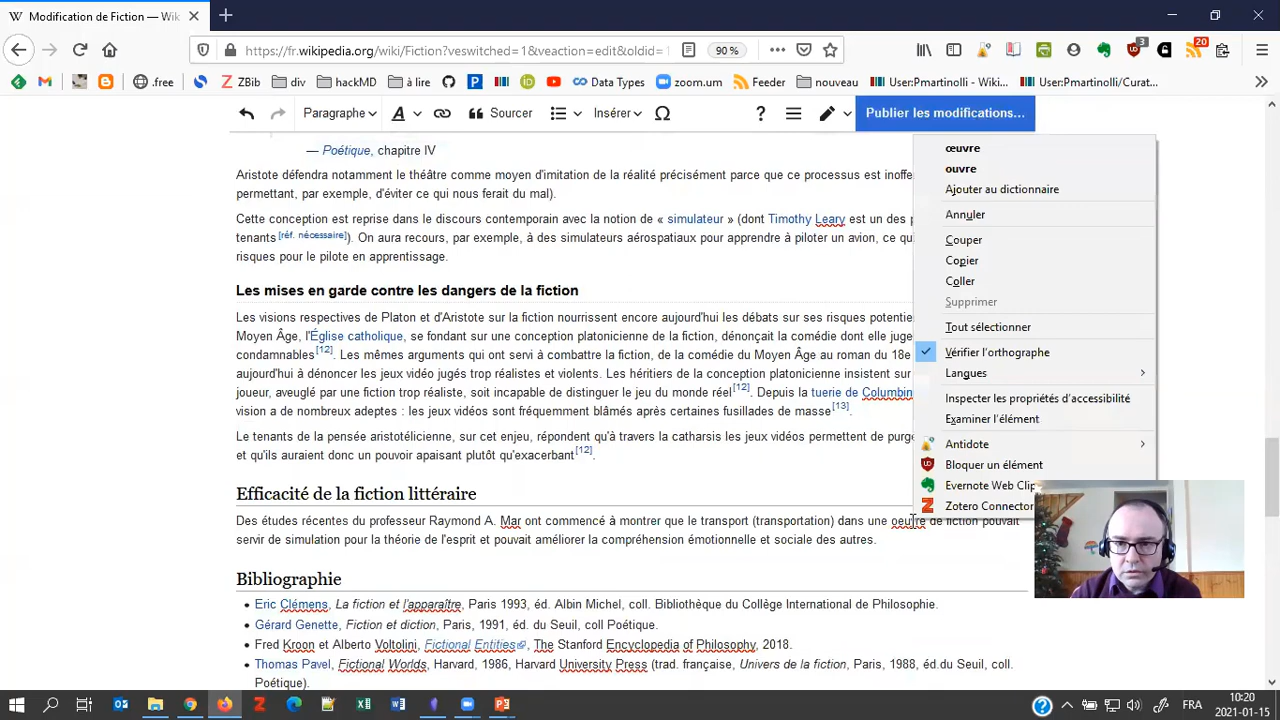 Modification de Fiction — Wik
https://fr.wikipedia.org/wiki/Fiction?veswitched=1&veaction=edit&oldid=1
90 %
3
20
Gmail
.free
ZBib
div
hackMD
à lire
Data Types
zoom.um
Feeder
nouveau
User:Pmartinolli - Wiki...
User:Pmartinolli/Curat...
Paragraphe
A
Sourcer
Insérer
Ω
?
Publier les modifications...
— Poétique, chapitre IV
Aristote défendra notamment le théâtre comme moyen d'imitation de la réalité précisément parce que ce processus est inoffe
permettant, par exemple, d'éviter ce qui nous ferait du mal).
Cette conception est reprise dans le discours contemporain avec la notion de « simulateur » (dont Timothy Leary est un des p
tenants[réf. nécessaire]). On aura recours, par exemple, à des simulateurs aérospatiaux pour apprendre à piloter un avion, ce qu
risques pour le pilote en apprentissage.
Les mises en garde contre les dangers de la fiction
Les visions respectives de Platon et d'Aristote sur la fiction nourrissent encore aujourd'hui les débats sur ses risques potentie
Moyen Âge, l'Église catholique, se fondant sur une conception platonicienne de la fiction, dénonçait la comédie dont elle juge
condamnables[12]. Les mêmes arguments qui ont servi à combattre la fiction, de la comédie du Moyen Âge au roman du 18e
aujourd'hui à dénoncer les jeux vidéo jugés trop réalistes et violents. Les héritiers de la conception platonicienne insistent sur
joueur, aveuglé par une fiction trop réaliste, soit incapable de distinguer le jeu du monde réel[12]. Depuis la tuerie de Columbin
vision a de nombreux adeptes : les jeux vidéos sont fréquemment blâmés après certaines fusillades de masse[13].
Le tenants de la pensée aristotélicienne, sur cet enjeu, répondent qu'à travers la catharsis les jeux vidéos permettent de purge
et qu'ils auraient donc un pouvoir apaisant plutôt qu'exacerbant[12].
Efficacité de la fiction littéraire
Des études récentes du professeur Raymond A. Mar ont commencé à montrer que le transport (transportation) dans une oeuvre de fiction pouvait
servir de simulation pour la théorie de l'esprit et pouvait améliorer la compréhension émotionnelle et sociale des autres.
Bibliographie
Eric Clémens, La fiction et l'apparaître, Paris 1993, éd. Albin Michel, coll. Bibliothèque du Collège International de Philosophie.
Gérard Genette, Fiction et diction, Paris, 1991, éd. du Seuil, coll Poétique.
Fred Kroon et Alberto Voltolini, Fictional Entities, The Stanford Encyclopedia of Philosophy, 2018.
Thomas Pavel, Fictional Worlds, Harvard, 1986, Harvard University Press (trad. française, Univers de la fiction, Paris, 1988, éd.du Seuil, coll.
Poétique).
œuvre
ouvre
Ajouter au dictionnaire
Annuler
Couper
Copier
Coller
Supprimer
Tout sélectionner
Vérifier l'orthographe
Langues
Inspecter les propriétés d'accessibilité
Examiner l'élément
Antidote
Bloquer un élément
Evernote Web Clip
Zotero Connector
FRA
10:20
2021-01-15